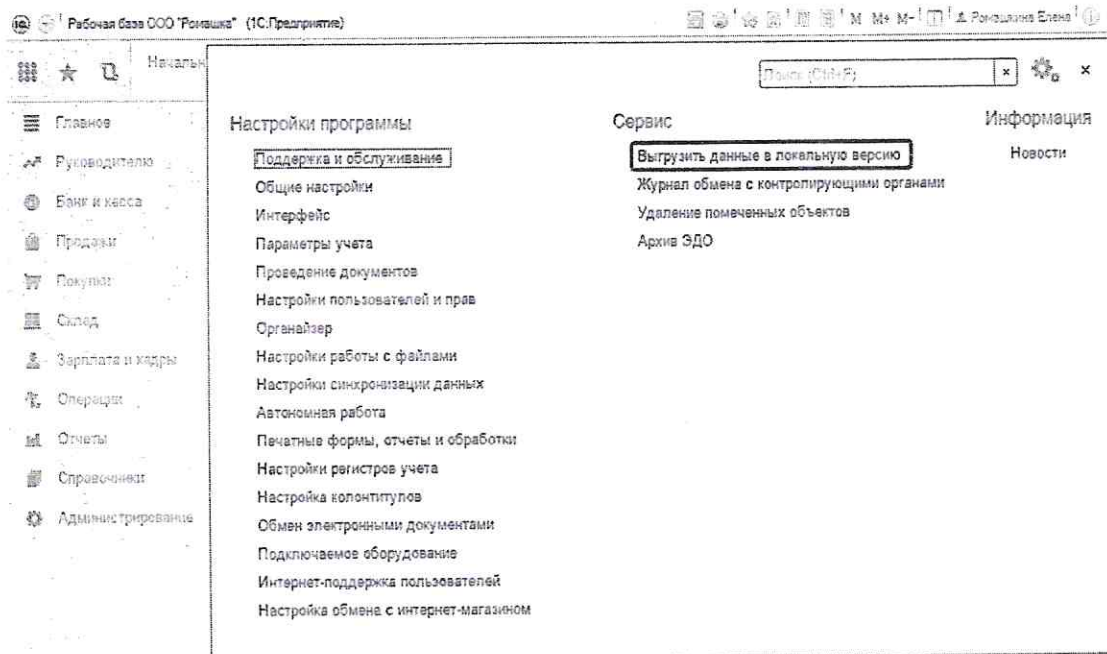 Рабочая база ООО "Ромашка" (1С:Предприятие)
M M+ M-
Ромашкина Елена
Начальн
Поиск (Ctrl+F)
×
×
Главное
Руководителю
Банк и касса
Продажи
Покупки
Склад
Зарплата и кадры
Операции
Отчеты
Справочники
Администрирование
Настройки программы
Поддержка и обслуживание
Общие настройки
Интерфейс
Параметры учета
Проведение документов
Настройки пользователей и прав
Органайзер
Настройки работы с файлами
Настройки синхронизации данных
Автономная работа
Печатные формы, отчеты и обработки
Настройки регистров учета
Настройка колонтитулов
Обмен электронными документами
Подключаемое оборудование
Интернет-поддержка пользователей
Настройка обмена с интернет-магазином
Сервис
Выгрузить данные в локальную версию
Журнал обмена с контролирующими органами
Удаление помеченных объектов
Архив ЭДО
Информация
Новости